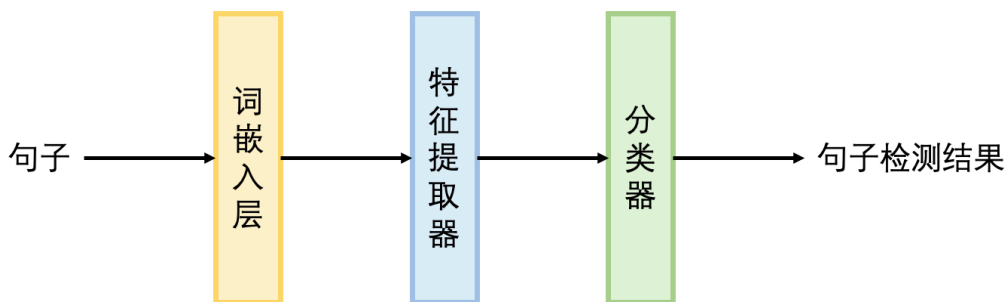 句子
词嵌入层
特征提取器
分类器
句子检测结果